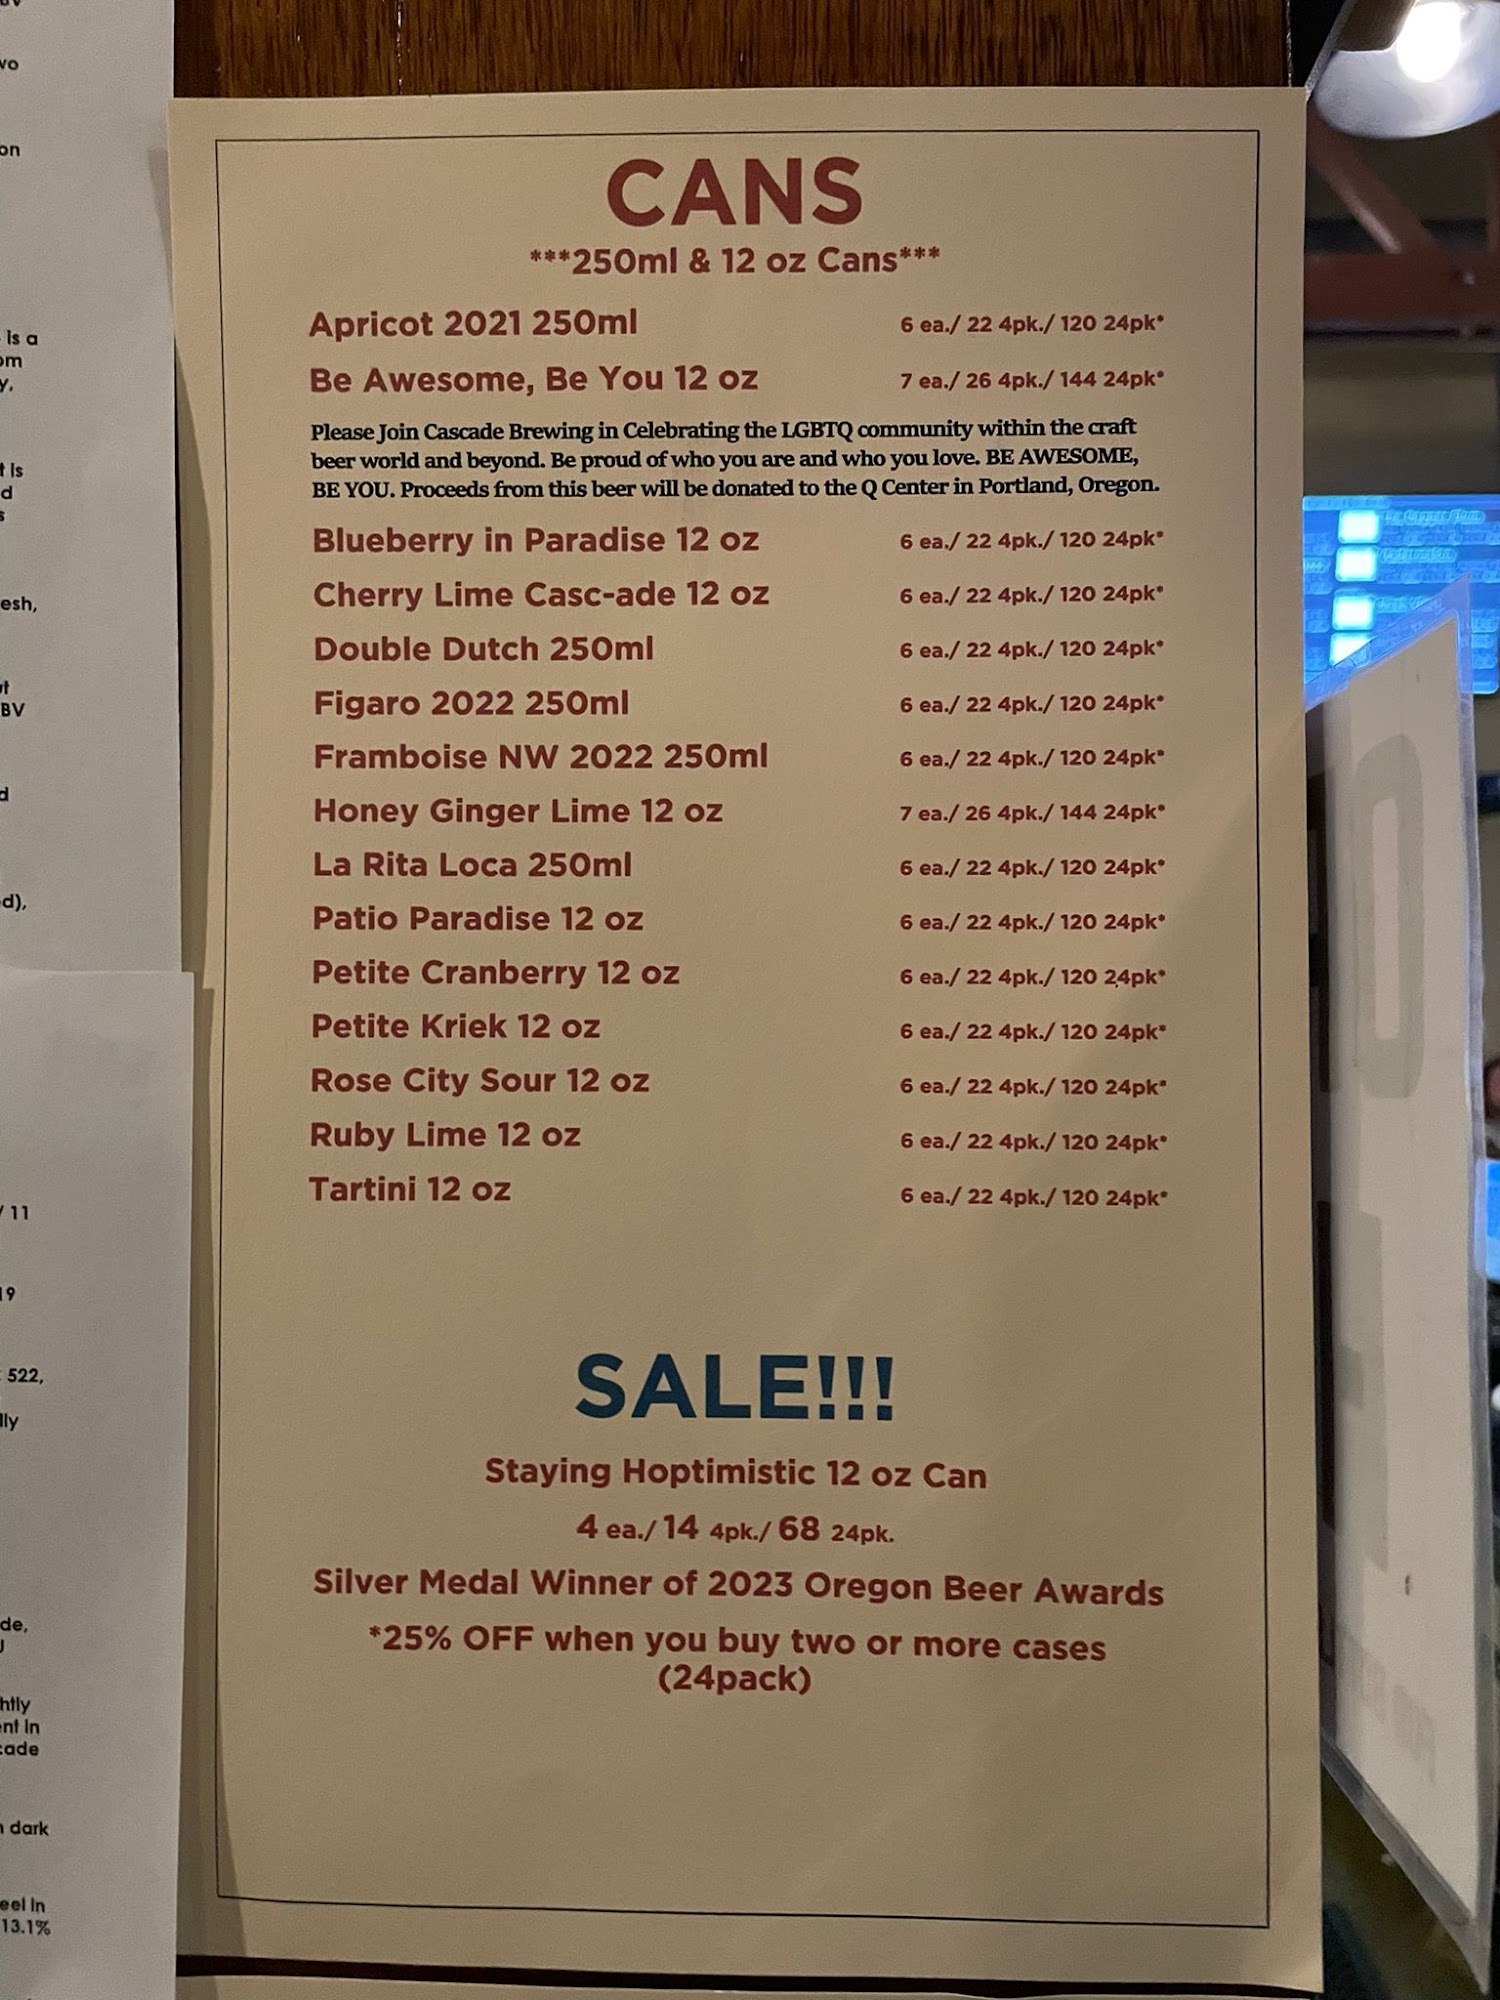 CANS
***250ml & 12 oz Cans***
Apricot 2021 250ml 6 ea./ 22 4pk./ 120 24pk*
Be Awesome, Be You 12 oz 7 ea./ 26 4pk./ 144 24pk*
Please Join Cascade Brewing in Celebrating the LGBTQ community within the craft
beer world and beyond. Be proud of who you are and who you love. BE AWESOME,
BE YOU. Proceeds from this beer will be donated to the Q Center in Portland, Oregon.
Blueberry in Paradise 12 oz 6 ea./ 22 4pk./ 120 24pk*
Cherry Lime Casc-ade 12 oz 6 ea./ 22 4pk./ 120 24pk*
Double Dutch 250ml 6 ea./ 22 4pk./ 120 24pk*
Figaro 2022 250ml 6 ea./ 22 4pk./ 120 24pk*
Framboise NW 2022 250ml 6 ea./ 22 4pk./ 120 24pk*
Honey Ginger Lime 12 oz 7 ea./ 26 4pk./ 144 24pk*
La Rita Loca 250ml 6 ea./ 22 4pk./ 120 24pk*
Patio Paradise 12 oz 6 ea./ 22 4pk./ 120 24pk*
Petite Cranberry 12 oz 6 ea./ 22 4pk./ 120 24pk*
Petite Kriek 12 oz 6 ea./ 22 4pk./ 120 24pk*
Rose City Sour 12 oz 6 ea./ 22 4pk./ 120 24pk*
Ruby Lime 12 oz 6 ea./ 22 4pk./ 120 24pk*
Tartini 12 oz 6 ea./ 22 4pk./ 120 24pk*
SALE!!!
Staying Hoptimistic 12 oz Can
4 ea./ 14 4pk./ 68 24pk.
Silver Medal Winner of 2023 Oregon Beer Awards
*25% OFF when you buy two or more cases
(24pack)
is a
BV
/ 11
19
522,
dark
13.1%